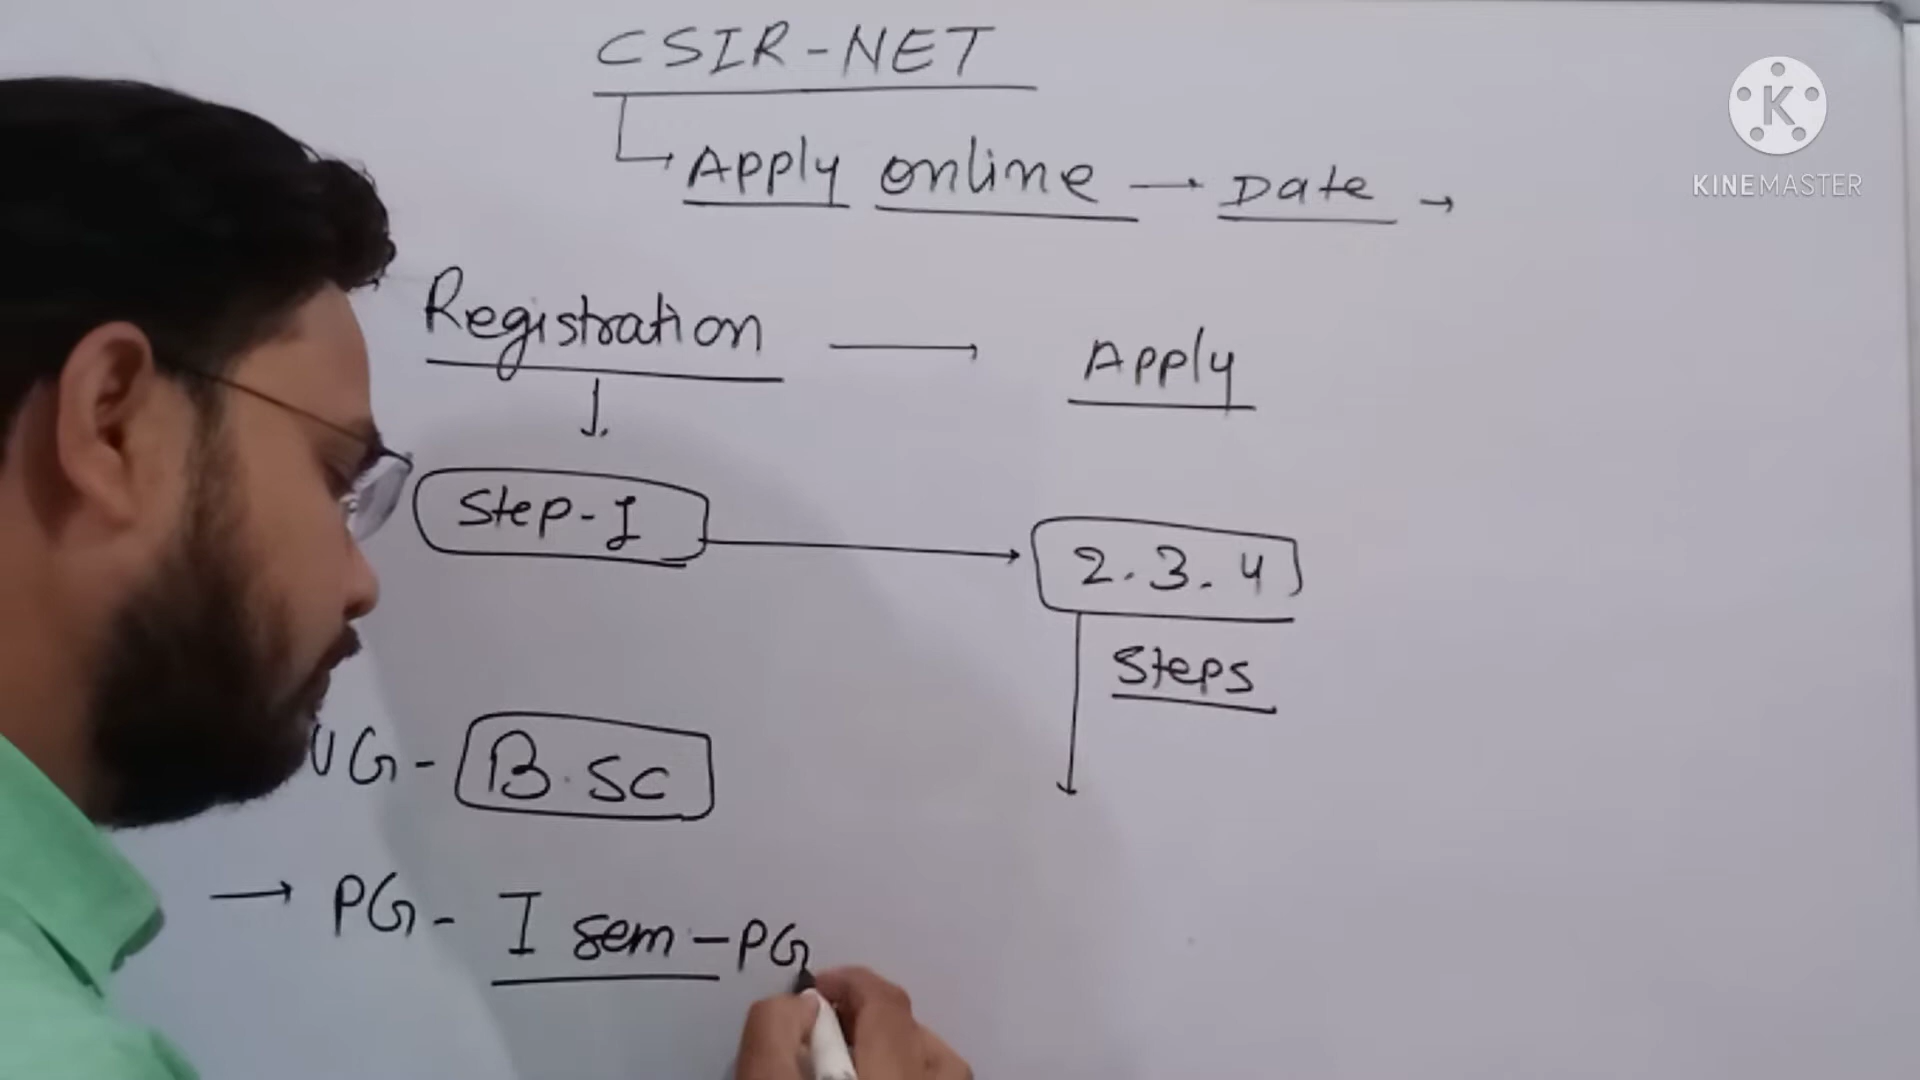 CSIR-NET
Apply online → Date →
Registration → Apply
Step-I → 2.3.4
Steps
UG- B.SC
→ PG- I sem-PG
K
KINEMASTER